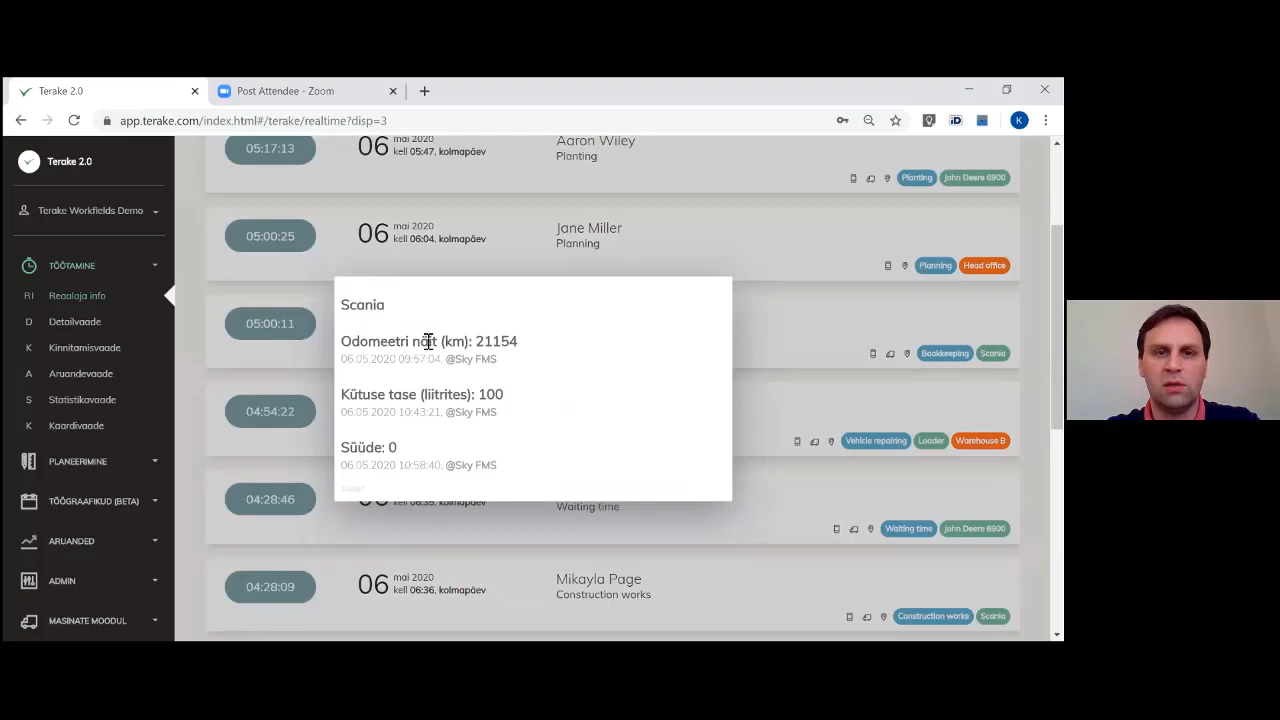 Terake 2.0
Post Attendee - Zoom
app.terake.com/index.html#/terake/realtime?disp=3
K
Terake 2.0
Terake Workfields Demo
TÖÖTAMINE
RI Reaalaja info
D Detailvaade
K Kinnitamisvaade
A Aruandevaade
S Statistikavaade
K Kaardivaade
PLANEERIMINE
TÖÖGRAAFIKUD (BETA)
ARUANDED
ADMIN
MASINATE MOODUL
05:17:13
06 mai 2020
kell 05:47, kolmapäev
Aaron Wiley
Planting
Planting John Deere 6900
05:00:25
06 mai 2020
kell 06:04, kolmapäev
Jane Miller
Planning
Planning Head office
05:00:11
Bookkeeping Scania
04:54:22
Vehicle repairing Loader Warehouse B
Scania
Odomeetri näit (km): 21154
06.05.2020 09:57:04, @Sky FMS
Kütuse tase (liitrites): 100
06.05.2020 10:43:21, @Sky FMS
Süüde: 0
06.05.2020 10:58:40, @Sky FMS
04:28:46
kell 06:35, kolmapäev
Waiting time
Waiting time John Deere 6900
04:28:09
06 mai 2020
kell 06:36, kolmapäev
Mikayla Page
Construction works
Construction works Scania